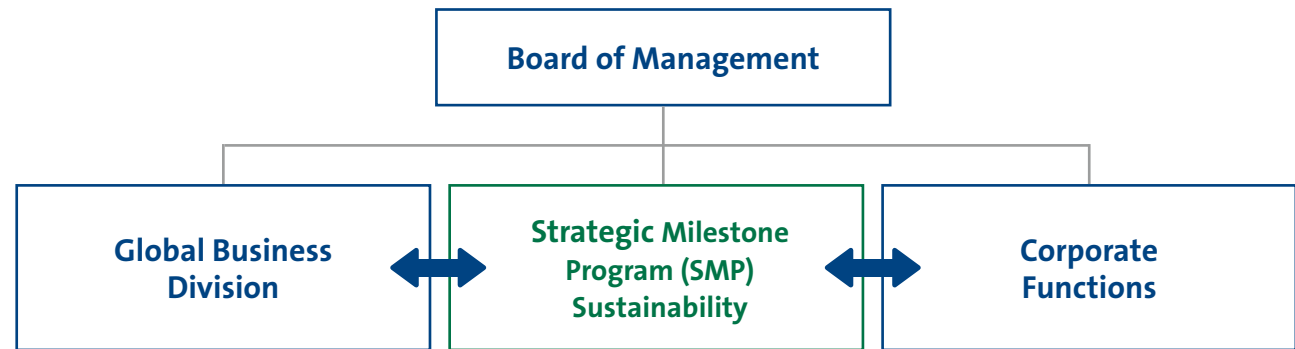 Board of Management
Global Business
Division
Strategic Milestone
Program (SMP)
Sustainability
Corporate
Functions